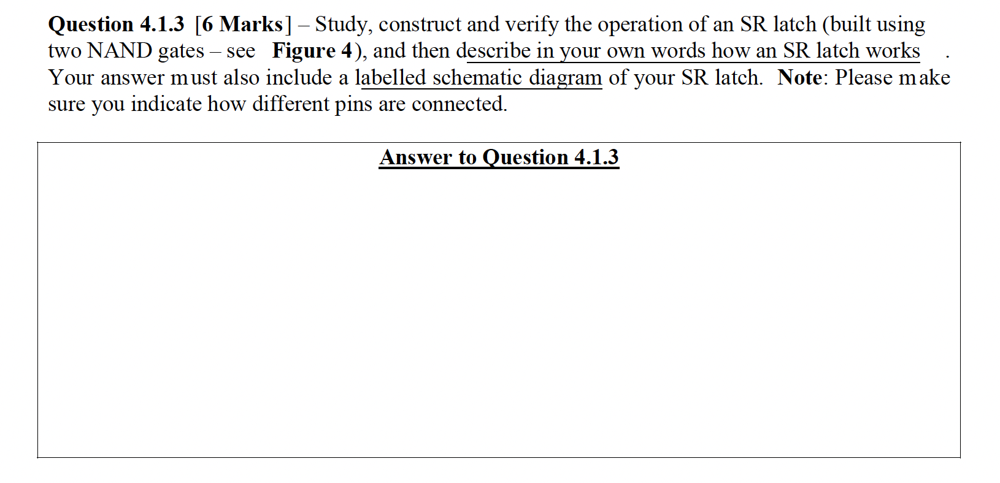 Question 4.1.3 [6 Marks] – Study, construct and verify the operation of an SR latch (built using
two NAND gates – see Figure 4), and then describe in your own words how an SR latch works .
Your answer must also include a labelled schematic diagram of your SR latch. Note: Please make
sure you indicate how different pins are connected.
Answer to Question 4.1.3